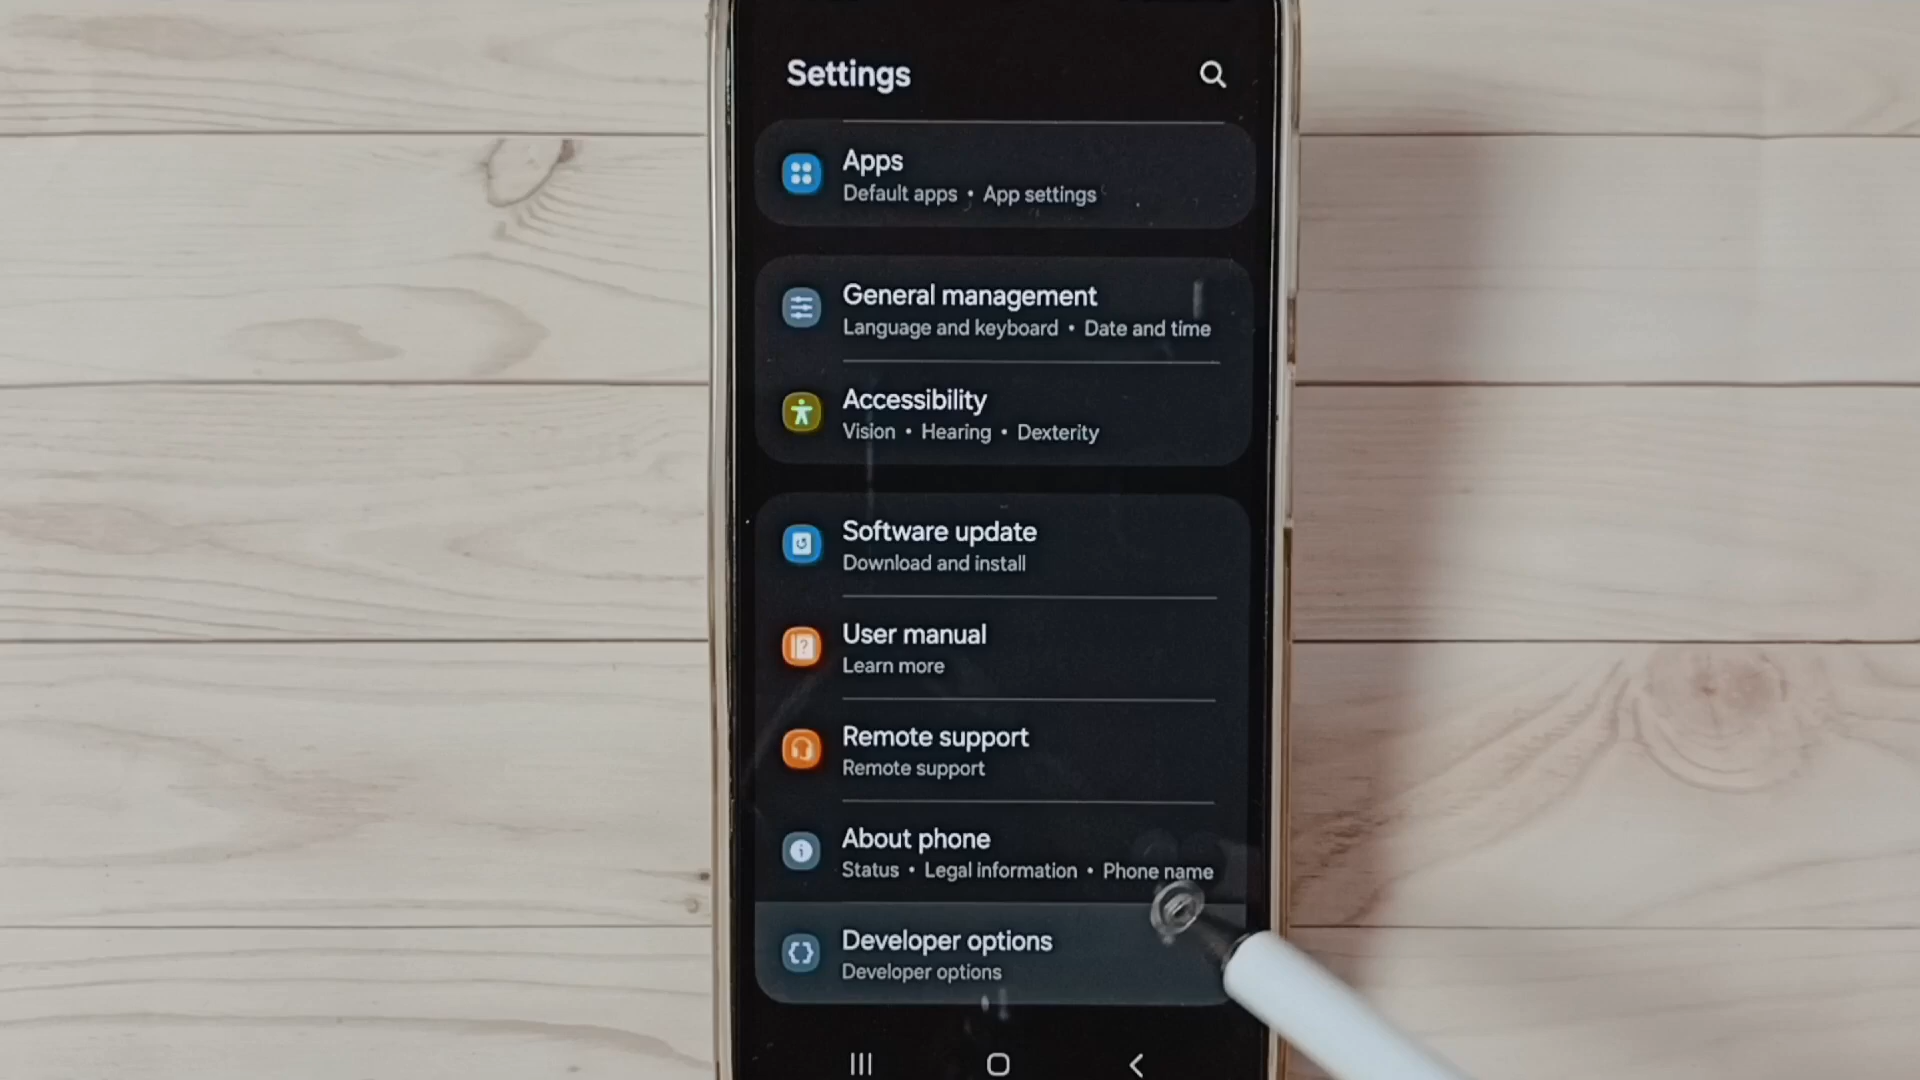 Settings
Apps
Default apps • App settings
General management
Language and keyboard • Date and time
Accessibility
Vision • Hearing • Dexterity
Software update
Download and install
User manual
Learn more
Remote support
Remote support
About phone
Status • Legal information • Phone name
Developer options
Developer options